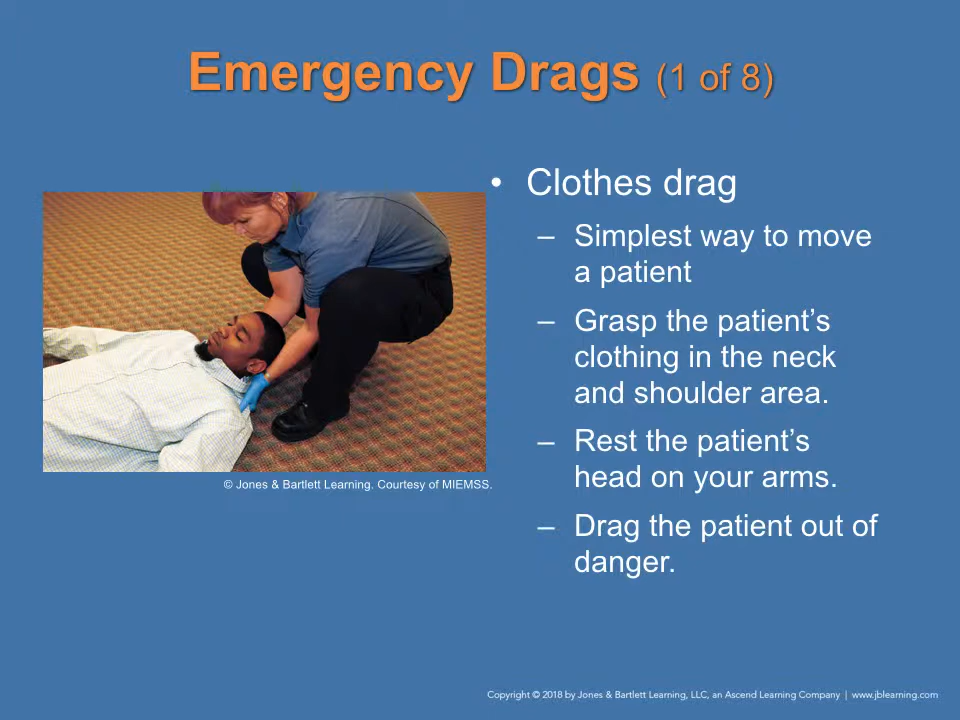 Emergency Drags (1 of 8)
• Clothes drag
– Simplest way to move
a patient
– Grasp the patient’s
clothing in the neck
and shoulder area.
– Rest the patient’s
head on your arms.
– Drag the patient out of
danger.
© Jones & Bartlett Learning. Courtesy of MIEMSS.
Copyright © 2018 by Jones & Bartlett Learning, LLC, an Ascend Learning Company | www.jblearning.com